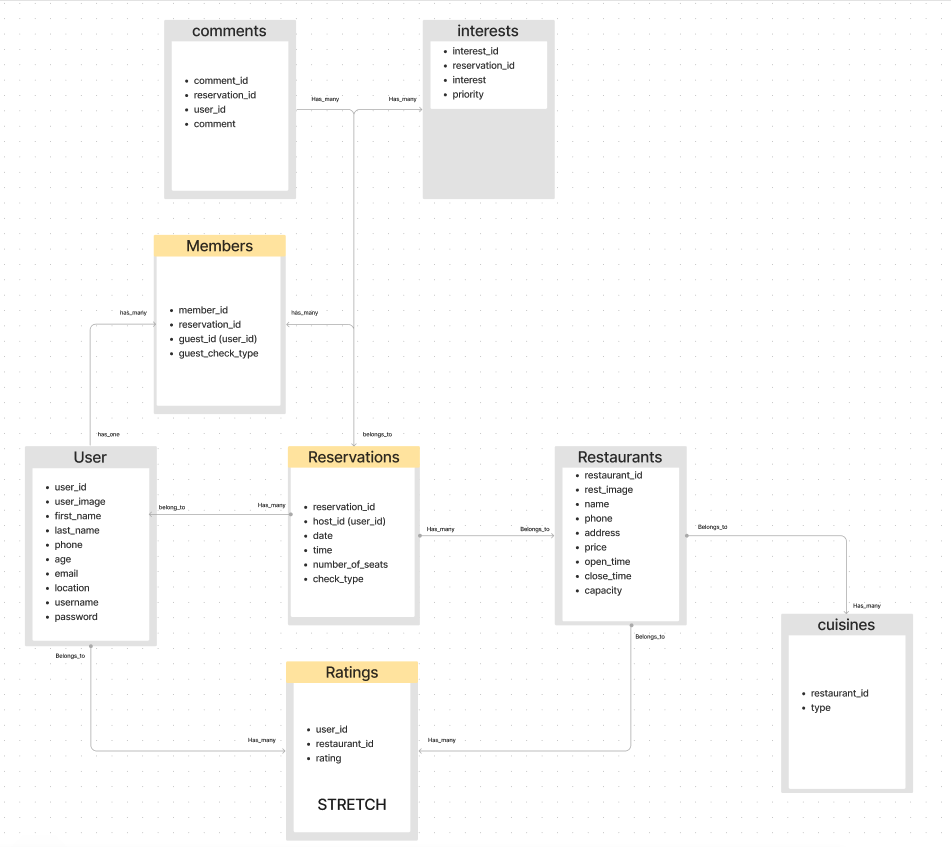 comments
• comment_id
• reservation_id
• user_id
• comment
interests
• interest_id
• reservation_id
• interest
• priority
Has_many
Has_many
Members
• member_id
• reservation_id
• guest_id (user_id)
• guest_check_type
has_many
has_many
has_one
belongs_to
User
• user_id
• user_image
• first_name
• last_name
• phone
• age
• email
• location
• username
• password
belong_to
Has_many
Reservations
• reservation_id
• host_id (user_id)
• date
• time
• number_of_seats
• check_type
Has_many
Belongs_to
Restaurants
• restaurant_id
• rest_image
• name
• phone
• address
• price
• open_time
• close_time
• capacity
Belongs_to
Has_many
cuisines
• restaurant_id
• type
Belongs_to
Belongs_to
Has_many
Has_many
Ratings
• user_id
• restaurant_id
• rating
STRETCH